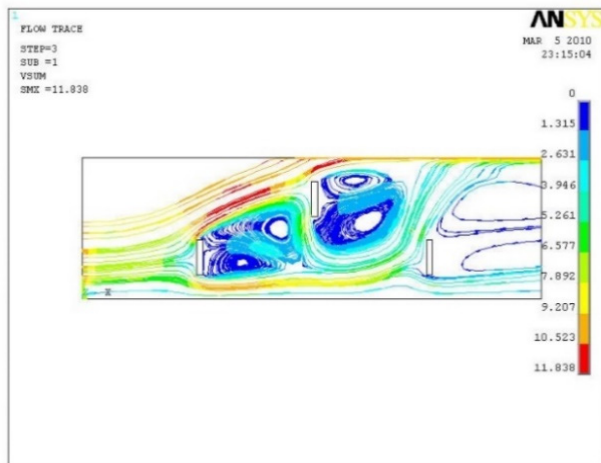 1
FLOW TRACE
STEP=3
SUB =1
VSUM
SMX =11.838
ANSYS
MAR 5 2010
23:15:04
0
1.315
2.631
3.946
5.261
6.577
7.892
9.207
10.523
11.838
X